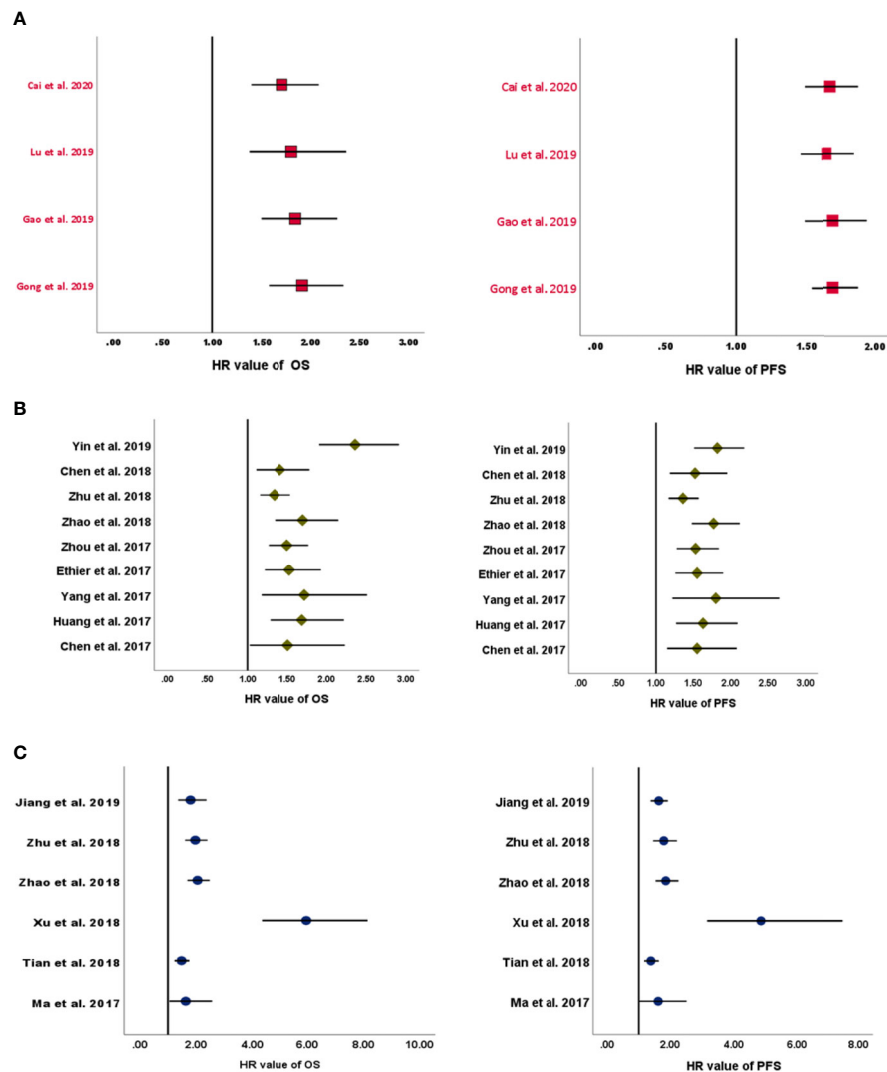 A
Cai et al. 2020
Lu et al. 2019
Gao et al. 2019
Gong et al. 2019
.00 1.00 1.50 2.00 3.00
HR value of OS
Cai et al. 2020
Lu et al. 2019
Gao et al. 2019
Gong et al. 2019
.00 .50 1.00 1.50 2.00
HR value of PFS
B
Yin et al. 2019
Chen et al. 2018
Zhu et al. 2018
Zhao et al. 2018
Zhou et al. 2017
Ethier et al. 2017
Yang et al. 2017
Huang et al. 2017
Chen et al. 2017
.00 .50 1.00 1.50 2.00 2.50 3.00
HR value of OS
Yin et al. 2019
Chen et al. 2018
Zhu et al. 2018
Zhao et al. 2018
Zhou et al. 2017
Ethier et al. 2017
Yang et al. 2017
Huang et al. 2017
Chen et al. 2017
.00 .50 1.00 1.50 2.00 2.50 3.00
HR value of PFS
C
Jiang et al. 2019
Zhu et al. 2018
Zhao et al. 2018
Xu et al. 2018
Tian et al. 2018
Ma et al. 2017
.00 2.00 4.00 6.00 8.00 10.00
HR value of OS
Jiang et al. 2019
Zhu et al. 2018
Zhao et al. 2018
Xu et al. 2018
Tian et al. 2018
Ma et al. 2017
.00 2.00 4.00 6.00 8.00
HR value of PFS